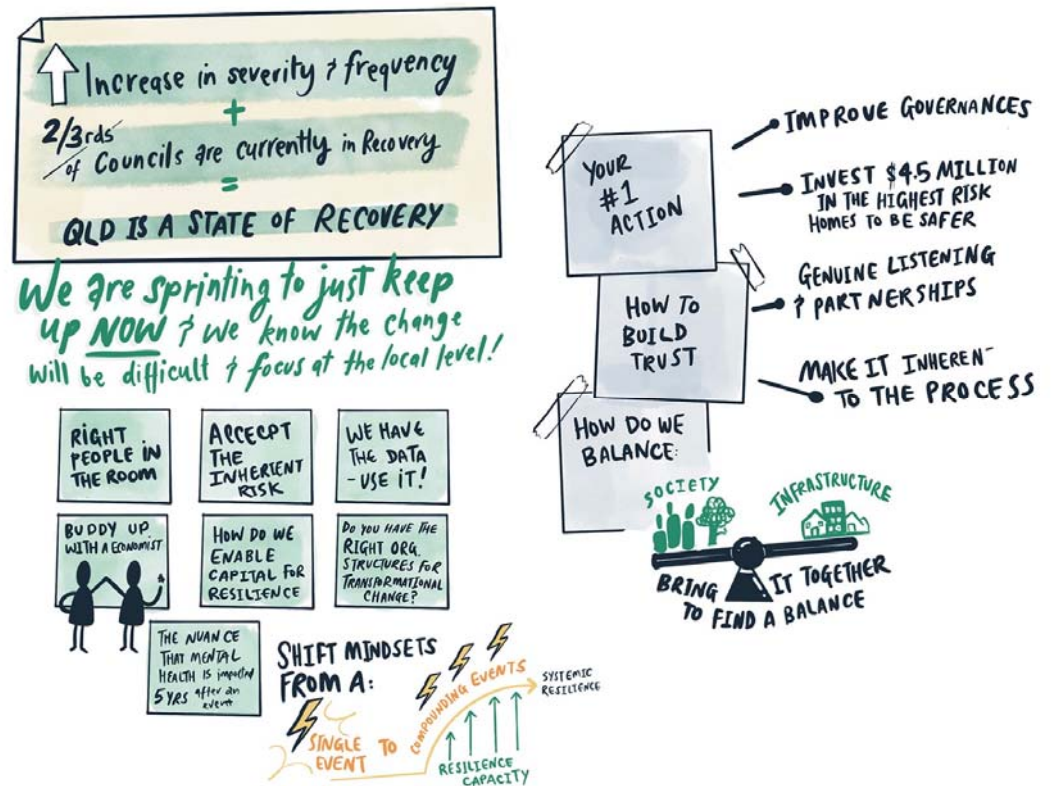 Increase in severity & frequency
+
2/3rds
of Councils are currently in Recovery
=
QLD IS A STATE OF RECOVERY
We are sprinting to just keep
up NOW & we know the change
will be difficult & focus at the local level!
RIGHT
PEOPLE IN
THE ROOM
ACCECPT
THE
INHERIENT
RISK
WE HAVE
THE DATA
- USE IT!
BUDDY UP
WITH A ECONOMIST
HOW DO WE
ENABLE
CAPITAL FOR
RESILIENCE
DO YOU HAVE THE
RIGHT ORG.
STRUCTURES FOR
TRANSFORMATIONAL
CHANGE?
THE NUANCE
THAT MENTAL
HEALTH IS impacted
5 YRS after an
event
SHIFT MINDSETS
FROM A:
SINGLE
EVENT
TO
COMPOUNDING EVENTS
SYSTEMIC
RESILIENCE
RESILIENCE
CAPACITY
YOUR
#1
ACTION
IMPROVE GOVERNANCES
INVEST $4.5 MILLION
IN THE HIGHEST RISK
HOMES TO BE SAFER
HOW TO
BUILD
TRUST
GENUINE LISTENING
& PARTNERSHIPS
MAKE IT INHEREN
TO THE PROCESS
HOW DO WE
BALANCE:
SOCIETY
INFRASTRUCTURE
BRING IT TOGETHER
TO FIND A BALANCE